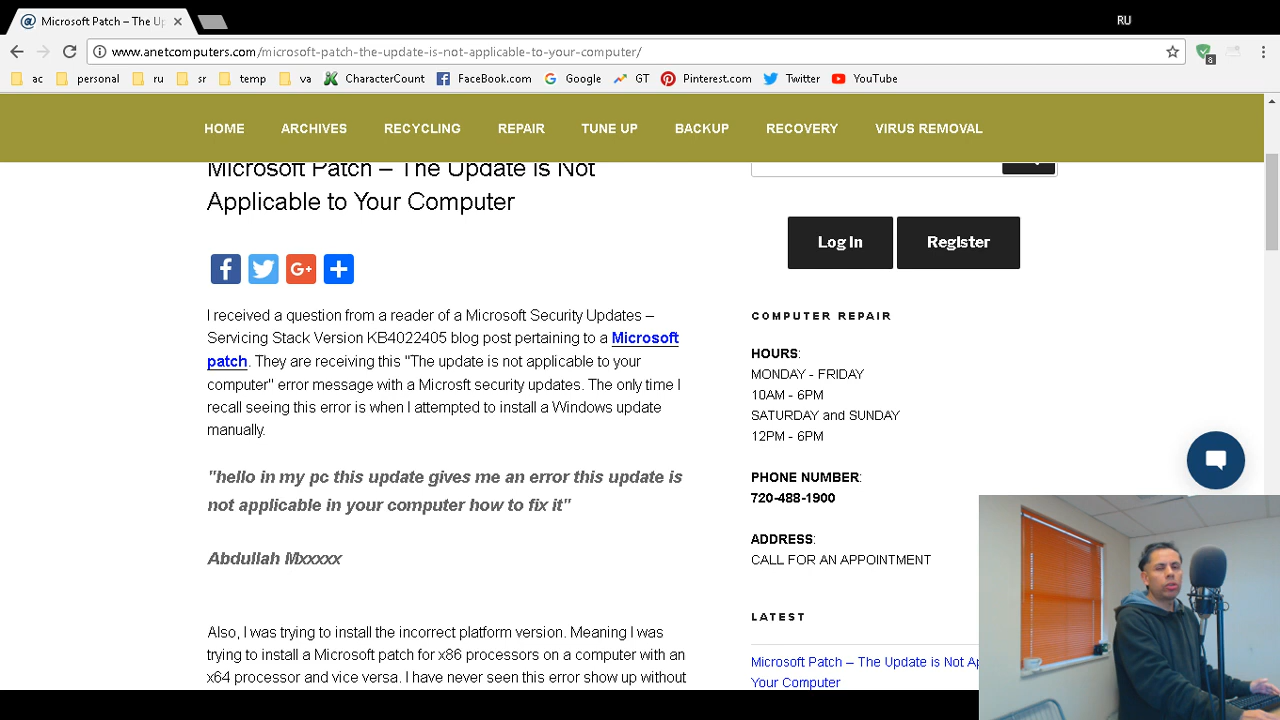 Microsoft Patch – The Up
RU
www.anetcomputers.com/microsoft-patch-the-update-is-not-applicable-to-your-computer/
ac personal ru sr temp va CharacterCount FaceBook.com Google GT Pinterest.com Twitter YouTube
HOME ARCHIVES RECYCLING REPAIR TUNE UP BACKUP RECOVERY VIRUS REMOVAL
Microsoft Patch – The Update is Not
Applicable to Your Computer
Log In Register
I received a question from a reader of a Microsoft Security Updates –
Servicing Stack Version KB4022405 blog post pertaining to a Microsoft
patch. They are receiving this "The update is not applicable to your
computer" error message with a Microsft security updates. The only time I
recall seeing this error is when I attempted to install a Windows update
manually.
"hello in my pc this update gives me an error this update is
not applicable in your computer how to fix it"
Abdullah Mxxxxx
Also, I was trying to install the incorrect platform version. Meaning I was
trying to install a Microsoft patch for x86 processors on a computer with an
x64 processor and vice versa. I have never seen this error show up without
COMPUTER REPAIR
HOURS:
MONDAY - FRIDAY
10AM - 6PM
SATURDAY and SUNDAY
12PM - 6PM
PHONE NUMBER:
720-488-1900
ADDRESS:
CALL FOR AN APPOINTMENT
LATEST
Microsoft Patch – The Update is Not Ap
Your Computer